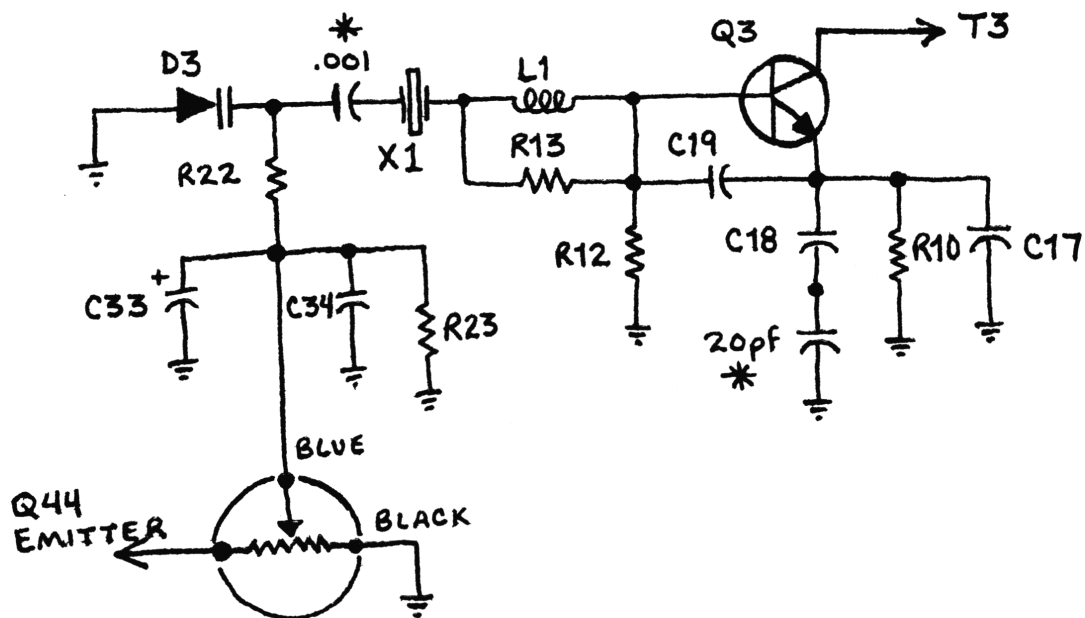 Q3
T3
*
.001
D3
L1
X1
R13
C19
R22
R12
C18
R10
C17
+
C33
C34
R23
20pf
*
BLUE
Q44
EMITTER
BLACK